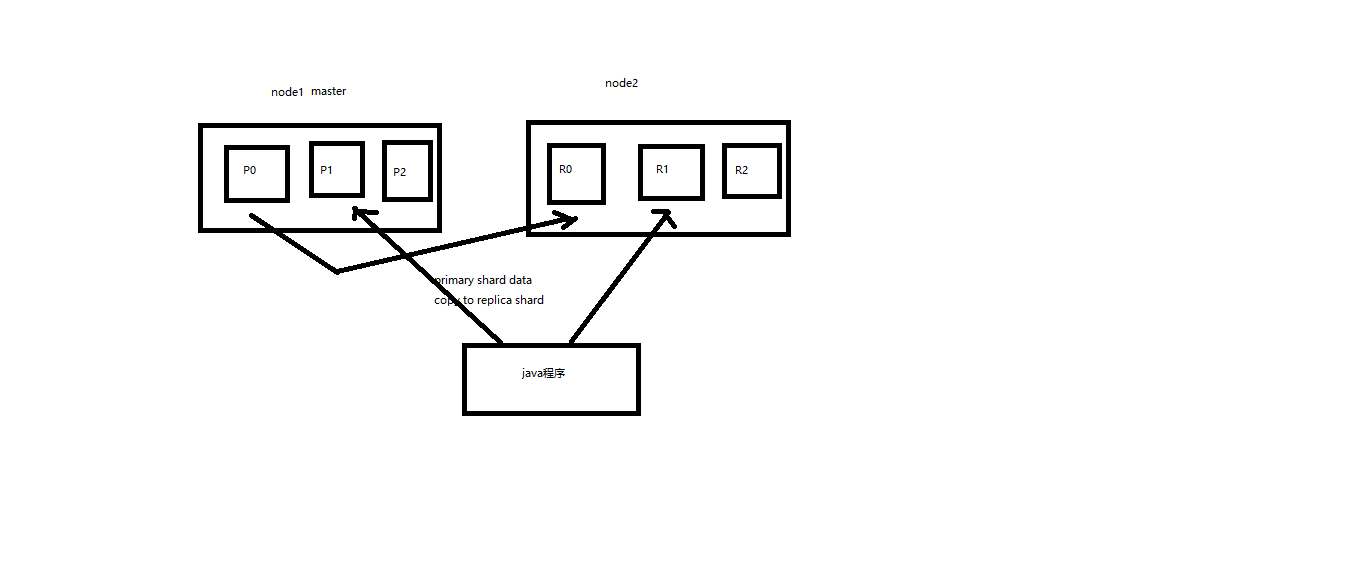 node1 master
node2
P0
P1
P2
R0
R1
R2
primary shard data
copy to replica shard
java程序